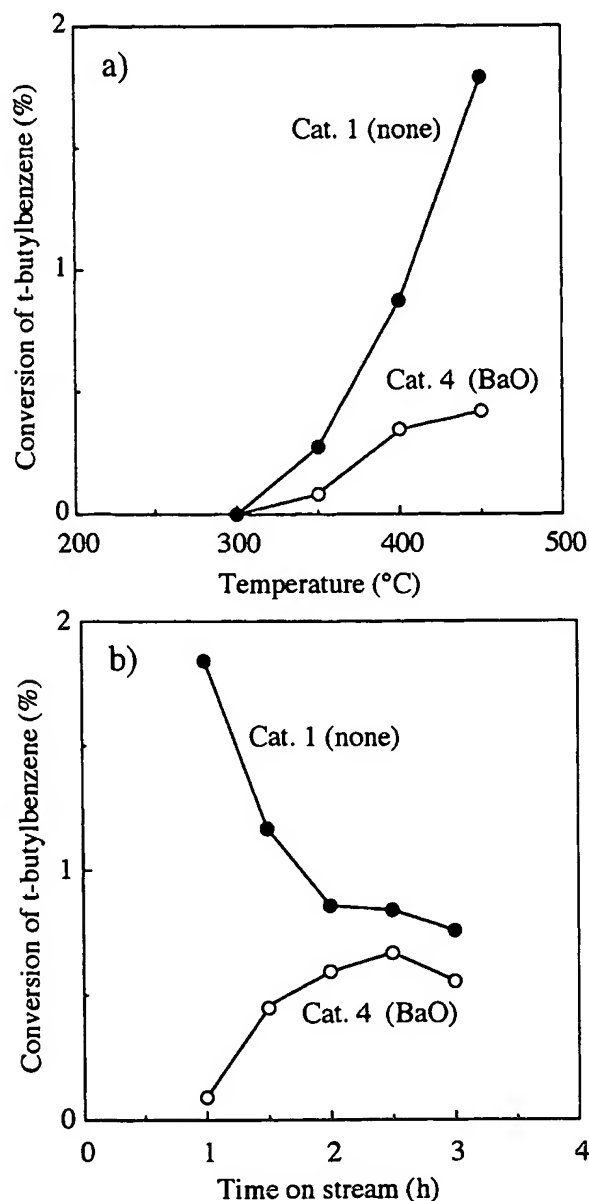 2
a)
Cat. 1 (none)
1
Cat. 4 (BaO)
0
200 300 400 500
Temperature (°C)
Conversion of t-butylbenzene (%)
2
b)
Cat. 1 (none)
1
Cat. 4 (BaO)
0
0 1 2 3 4
Time on stream (h)
Conversion of t-butylbenzene (%)